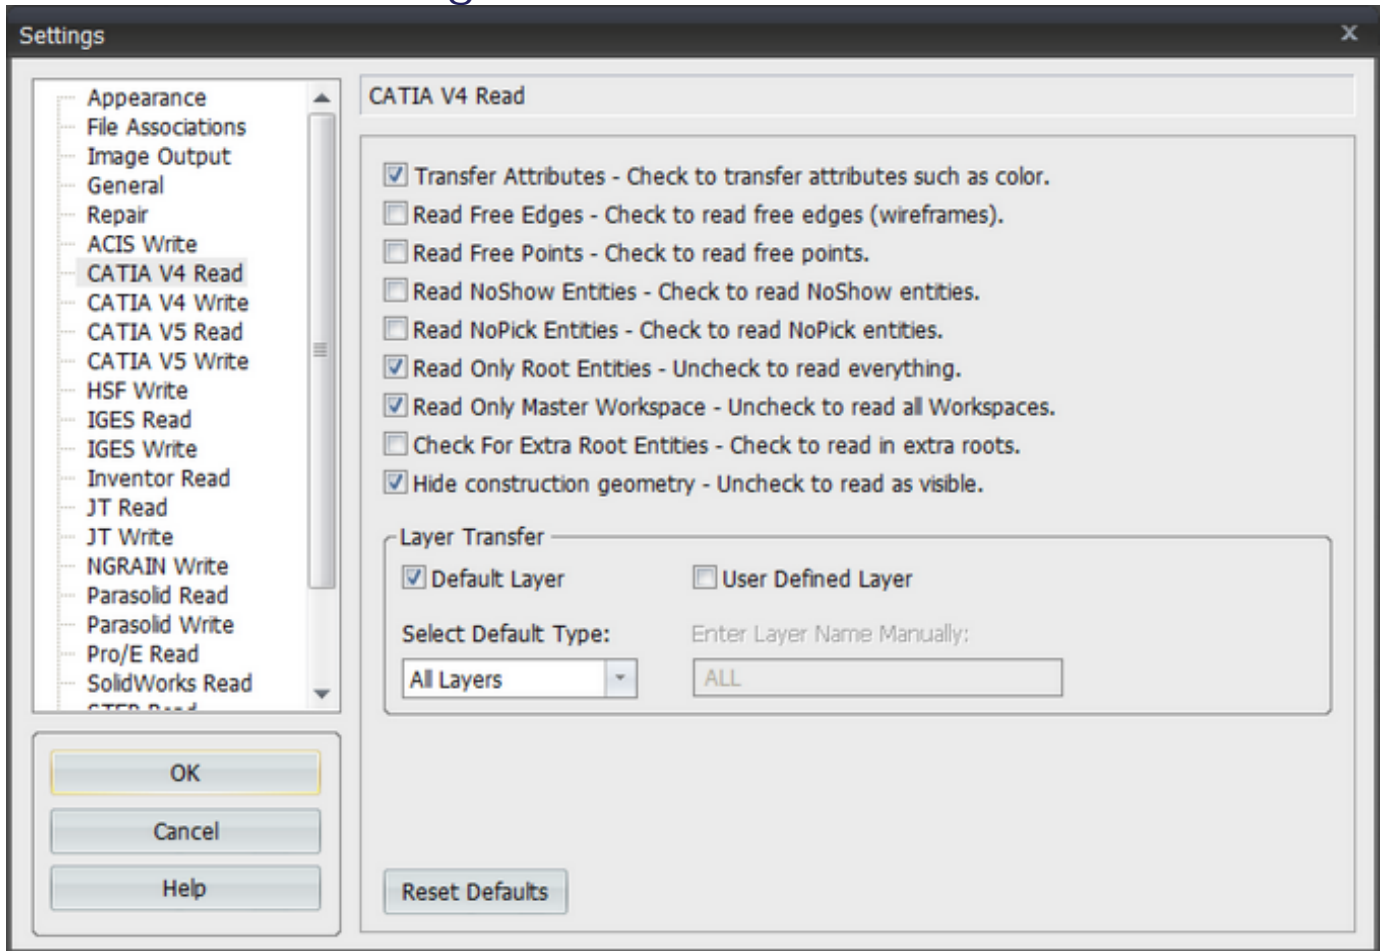 Settings
x
Appearance
File Associations
Image Output
General
Repair
ACIS Write
CATIA V4 Read
CATIA V4 Write
CATIA V5 Read
CATIA V5 Write
HSF Write
IGES Read
IGES Write
Inventor Read
JT Read
JT Write
NGRAIN Write
Parasolid Read
Parasolid Write
Pro/E Read
SolidWorks Read
OK
Cancel
Help
CATIA V4 Read
Transfer Attributes - Check to transfer attributes such as color.
Read Free Edges - Check to read free edges (wireframes).
Read Free Points - Check to read free points.
Read NoShow Entities - Check to read NoShow entities.
Read NoPick Entities - Check to read NoPick entities.
Read Only Root Entities - Uncheck to read everything.
Read Only Master Workspace - Uncheck to read all Workspaces.
Check For Extra Root Entities - Check to read in extra roots.
Hide construction geometry - Uncheck to read as visible.
Layer Transfer
Default Layer User Defined Layer
Select Default Type: Enter Layer Name Manually:
All Layers ALL
Reset Defaults